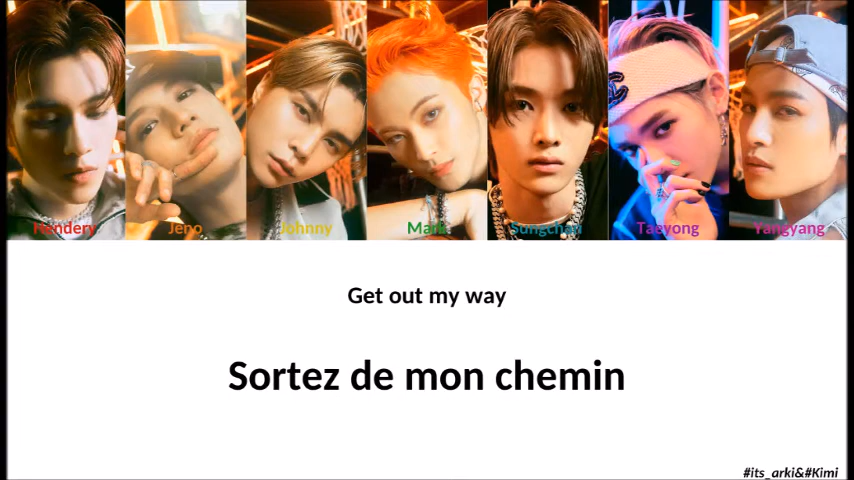 Hendery Jeno Johnny Mark Sungchan Taeyong Yangyang
Get out my way
Sortez de mon chemin
#its_arki&#Kimi